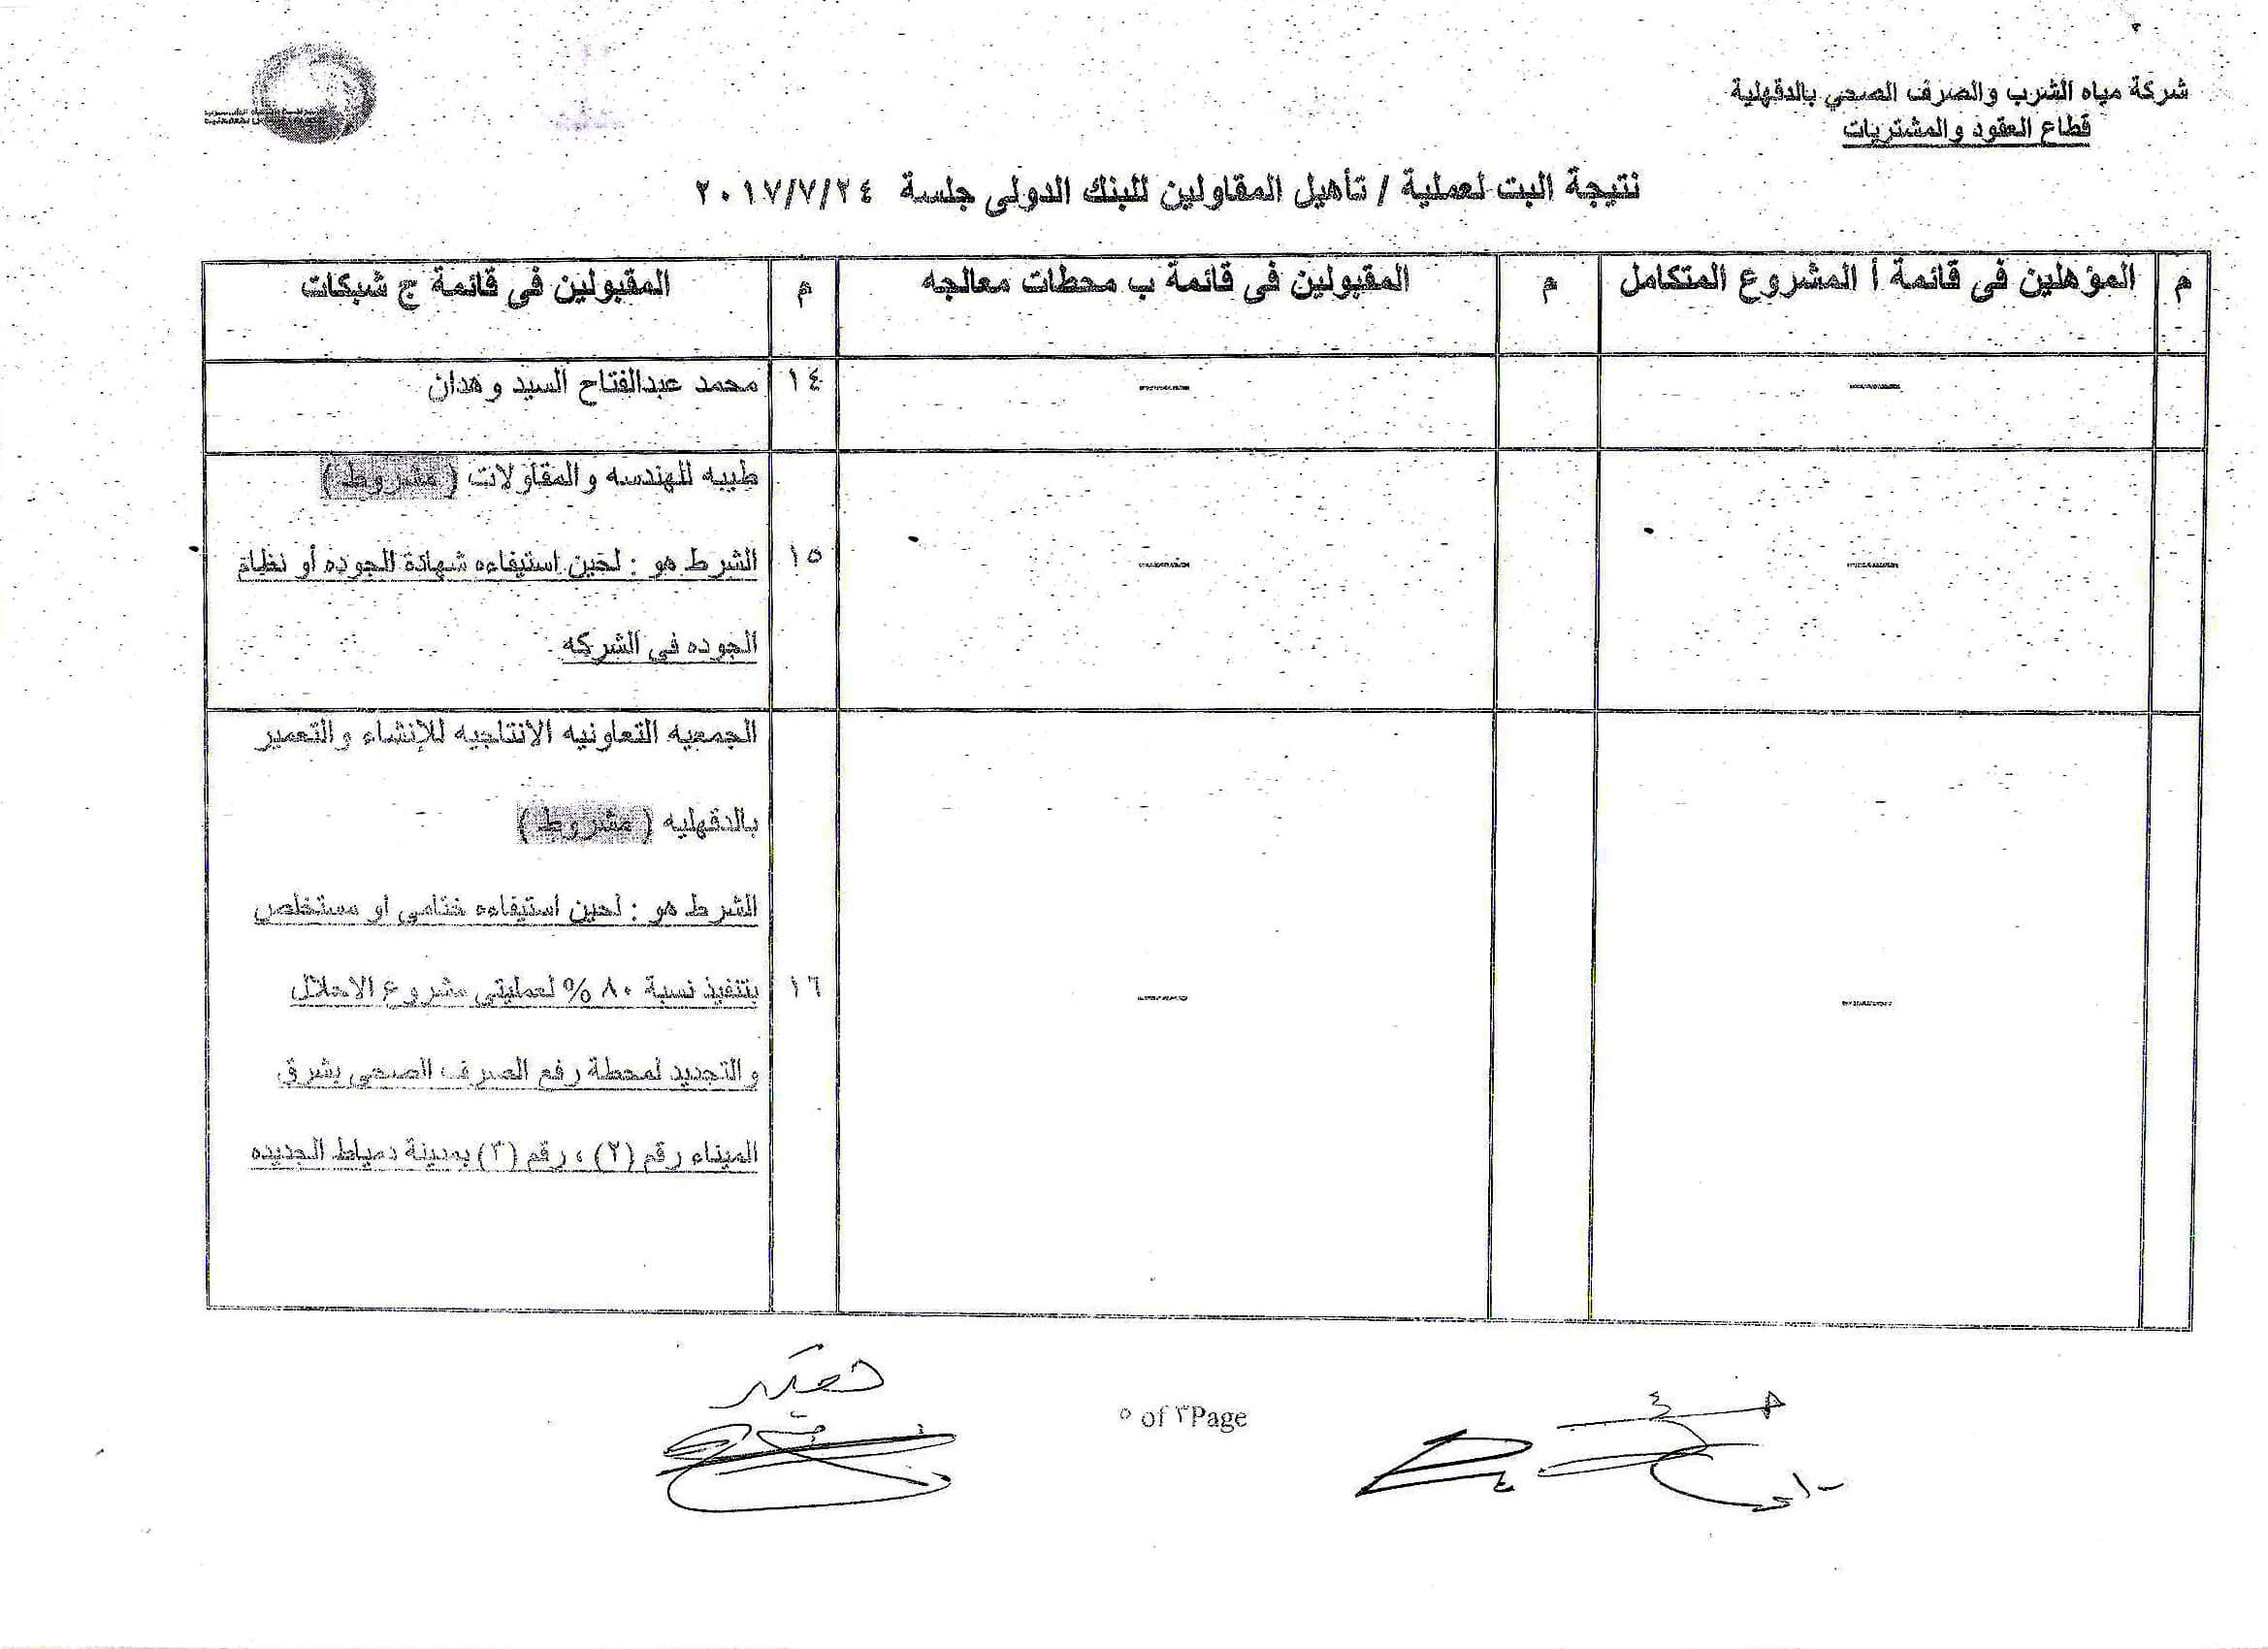 شركة مياه الشرب والصرف الصحي بالدقهلية
قطاع العقود والمشتريات
نتيجة البت لعملية / تأهيل المقاولين للبنك الدولى جلسة ٢٠١٧/٧/٢٤
م المؤهلين فى قائمة أ المشروع المتكامل م المقبولين فى قائمة ب محطات معالجه م المقبولين فى قائمة ج شبكات
— — ١٤ محمد عبدالفتاح السيد وهدان
طيبه للهندسه والمقاولات ( مشروط )
— — ١٥ الشرط هو : لحين استيفاءه شهادة الجوده أو نظام
الجوده فى الشركه
الجمعيه التعاونيه الانتاجيه للإنشاء والتعمير
بالدقهليه ( مشروط )
الشرط هو : لحين استيفاءه ختامى او مستخلص
— — ١٦ بتنفيذ نسبة ٨٠ % لعمليتى مشروع الاحلال
والتجديد لمحطة رفع الصرف الصحى بشرق
الميناء رقم (٢) ، رقم (٣) بمدينة دمياط الجديده
٥ of ٣Page